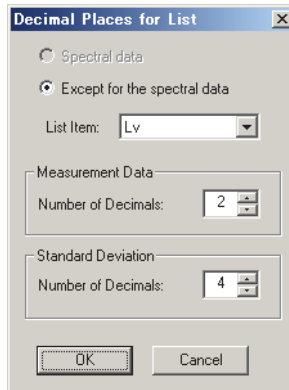 Decimal Places for List
Spectral data
Except for the spectral data
List Item: Lv
Measurement Data
Number of Decimals: 2
Standard Deviation
Number of Decimals: 4
OK Cancel